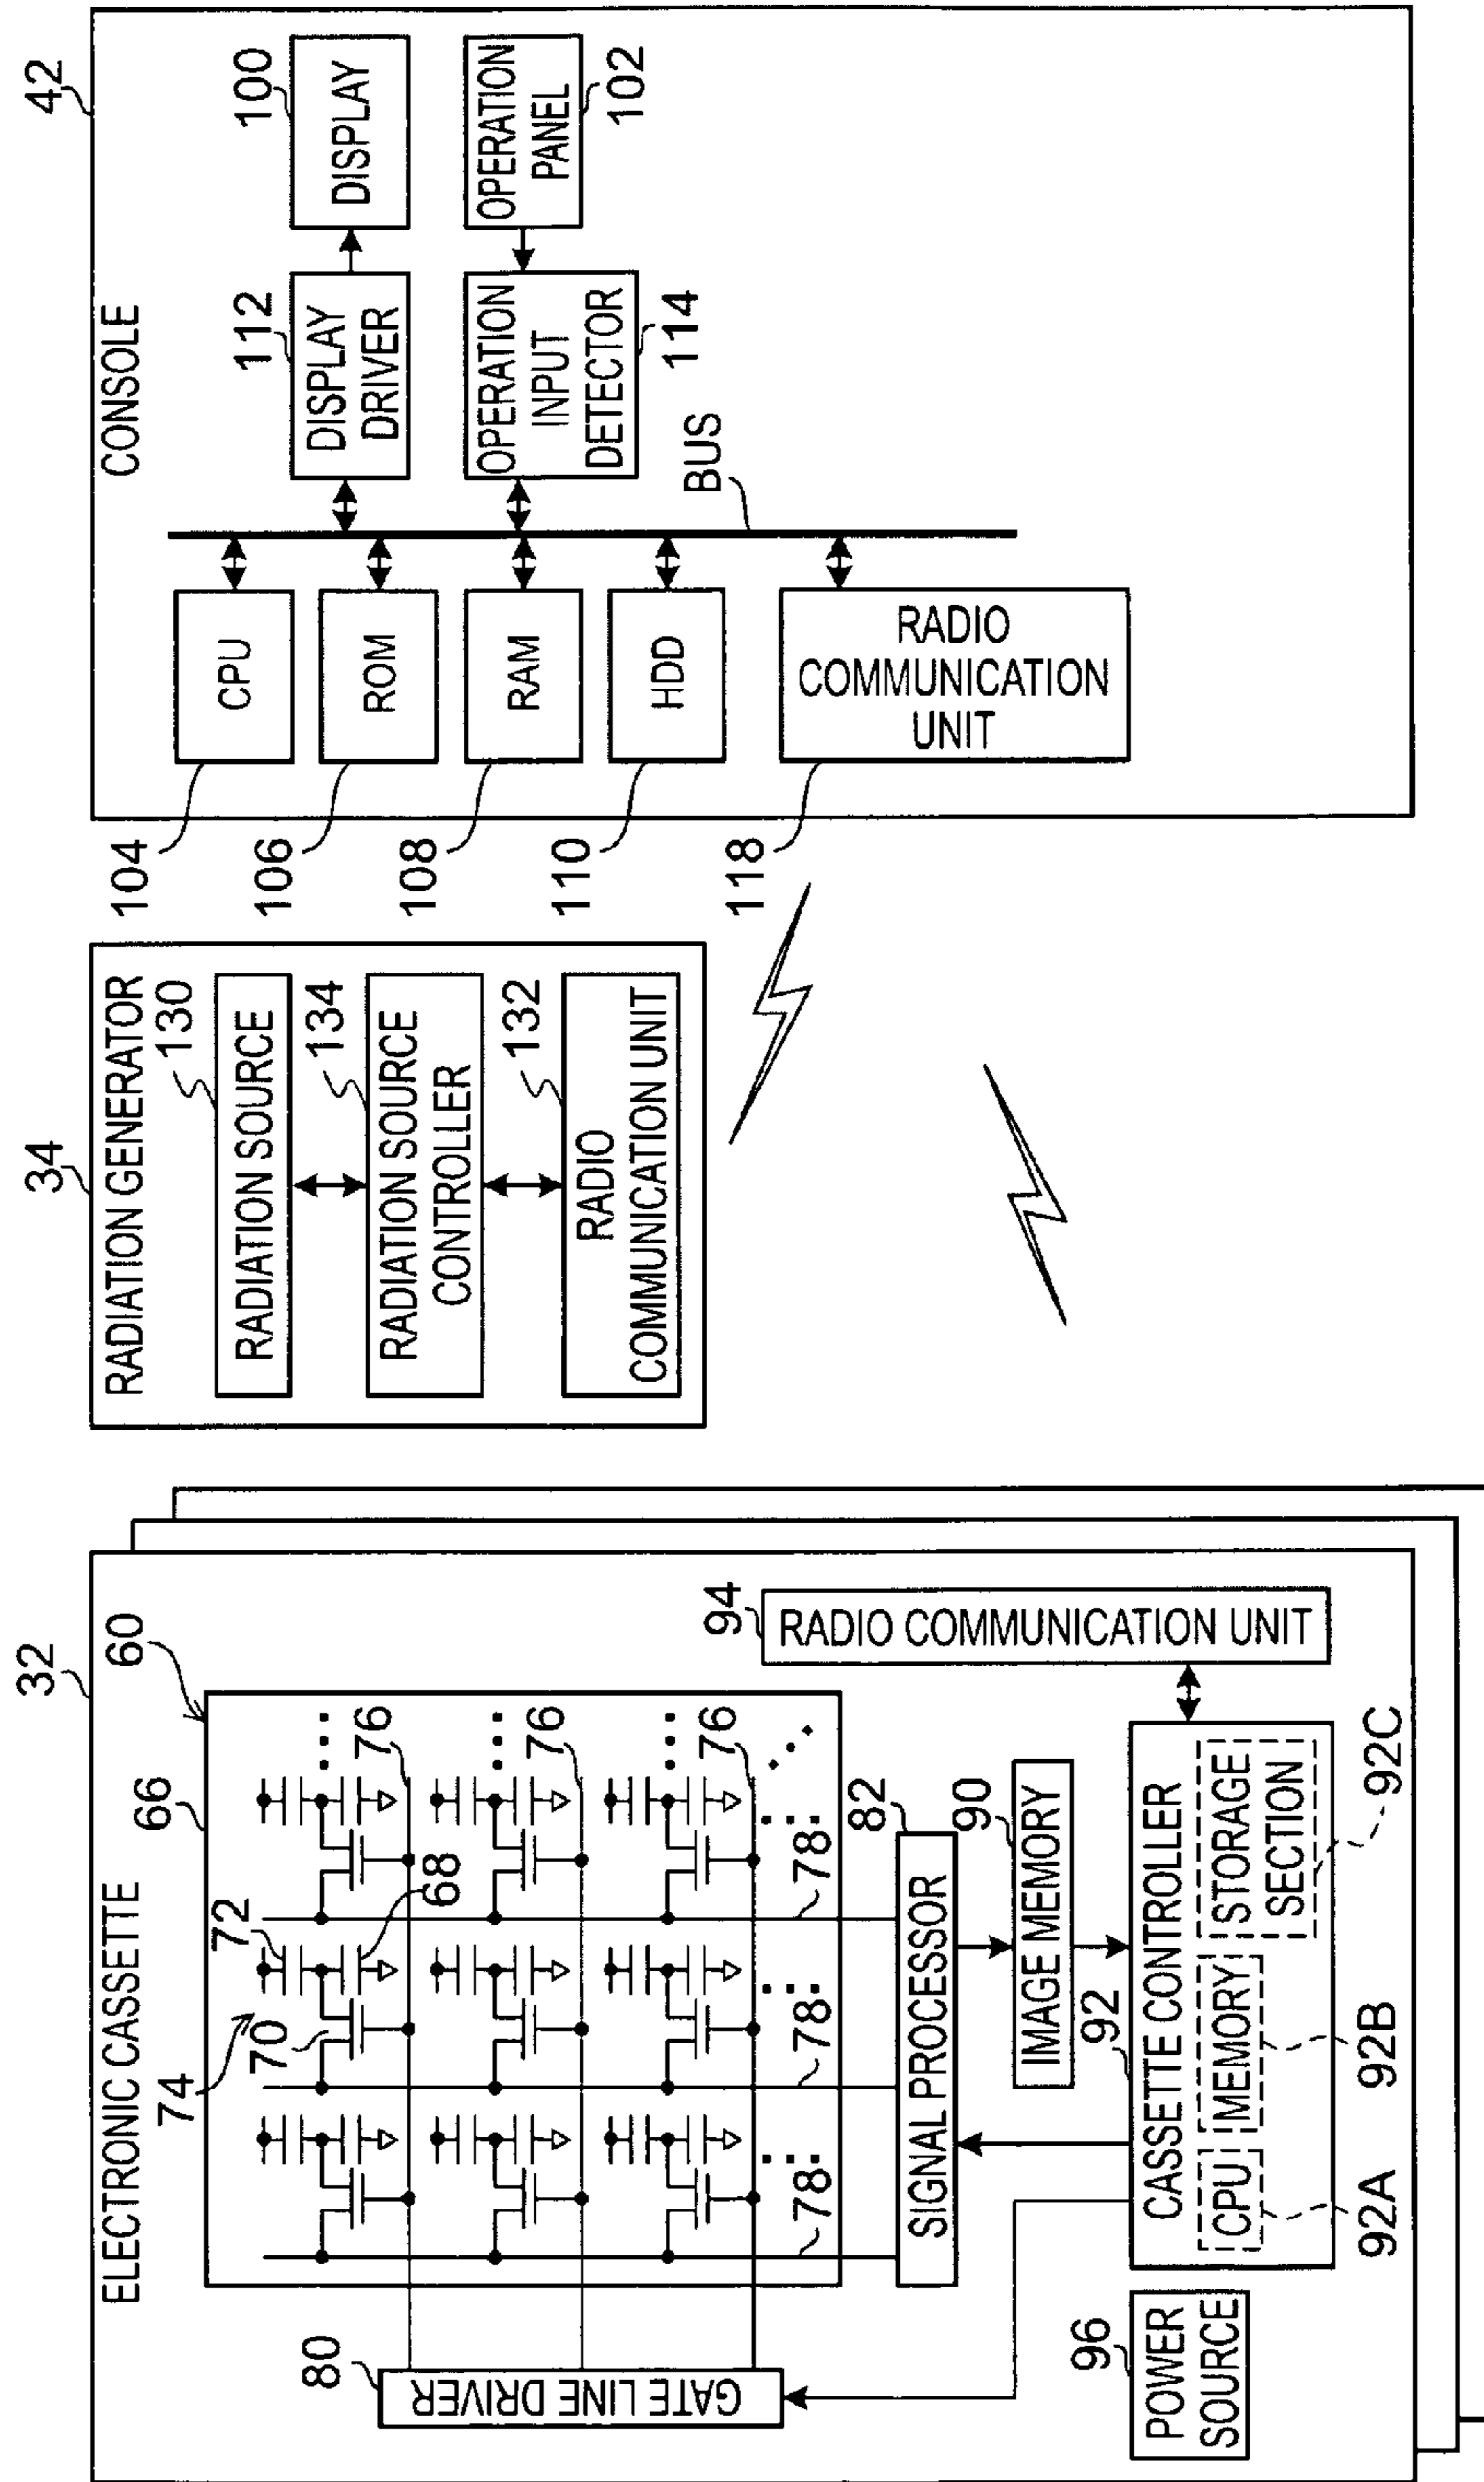 32
ELECTRONIC CASSETTE
66
60
74
72
70
68
76
76
76
78
78
78
80
GATE LINE DRIVER
82
SIGNAL PROCESSOR
90
IMAGE MEMORY
94
RADIO COMMUNICATION UNIT
92
CASSETTE CONTROLLER
CPU
MEMORY
STORAGE
SECTION
92A
92B
92C
96
POWER
SOURCE
34
RADIATION GENERATOR
130
RADIATION SOURCE
134
RADIATION SOURCE
CONTROLLER
132
RADIO
COMMUNICATION UNIT
42
CONSOLE
104
CPU
106
ROM
108
RAM
110
HDD
118
RADIO
COMMUNICATION
UNIT
BUS
112
DISPLAY
DRIVER
100
DISPLAY
OPERATION
INPUT
DETECTOR
114
OPERATION
PANEL
102